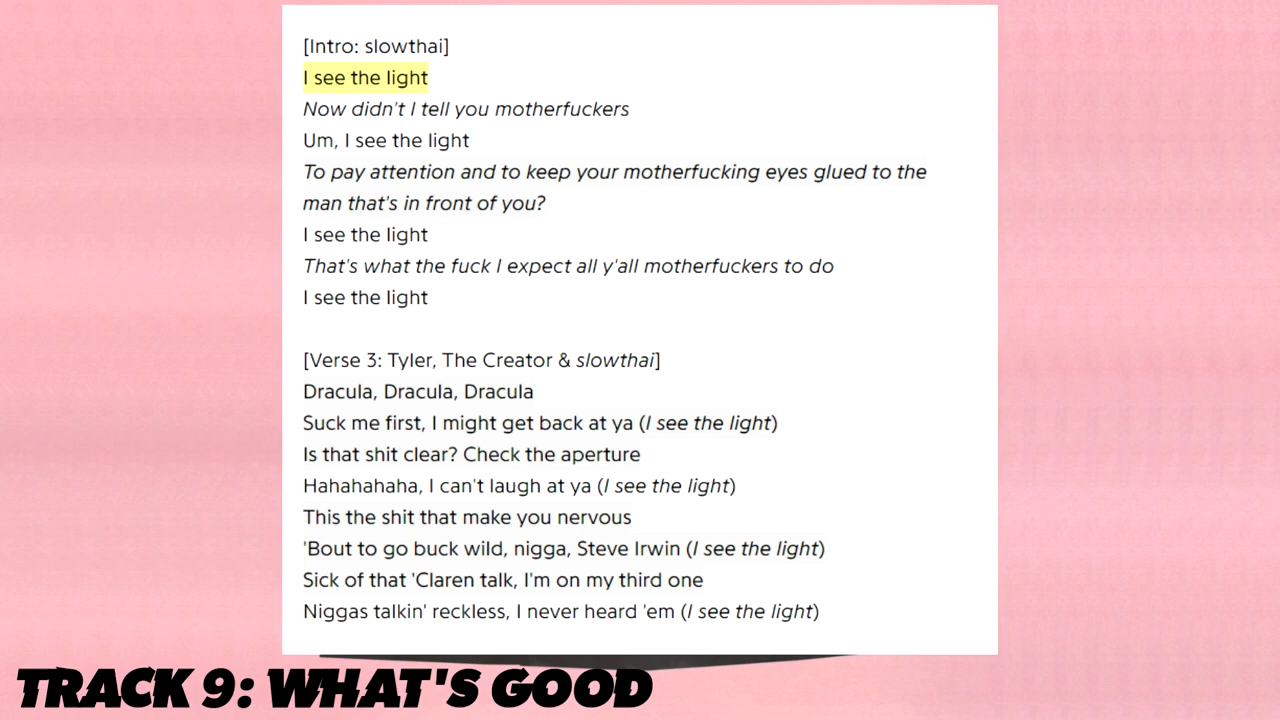 [Intro: slowthai]
I see the light
Now didn't I tell you motherfuckers
Um, I see the light
To pay attention and to keep your motherfucking eyes glued to the
man that's in front of you?
I see the light
That's what the fuck I expect all y'all motherfuckers to do
I see the light
[Verse 3: Tyler, The Creator & slowthai]
Dracula, Dracula, Dracula
Suck me first, I might get back at ya (I see the light)
Is that shit clear? Check the aperture
Hahahahaha, I can't laugh at ya (I see the light)
This the shit that make you nervous
'Bout to go buck wild, nigga, Steve Irwin (I see the light)
Sick of that 'Claren talk, I'm on my third one
Niggas talkin' reckless, I never heard 'em (I see the light)
TRACK 9: WHAT'S GOOD